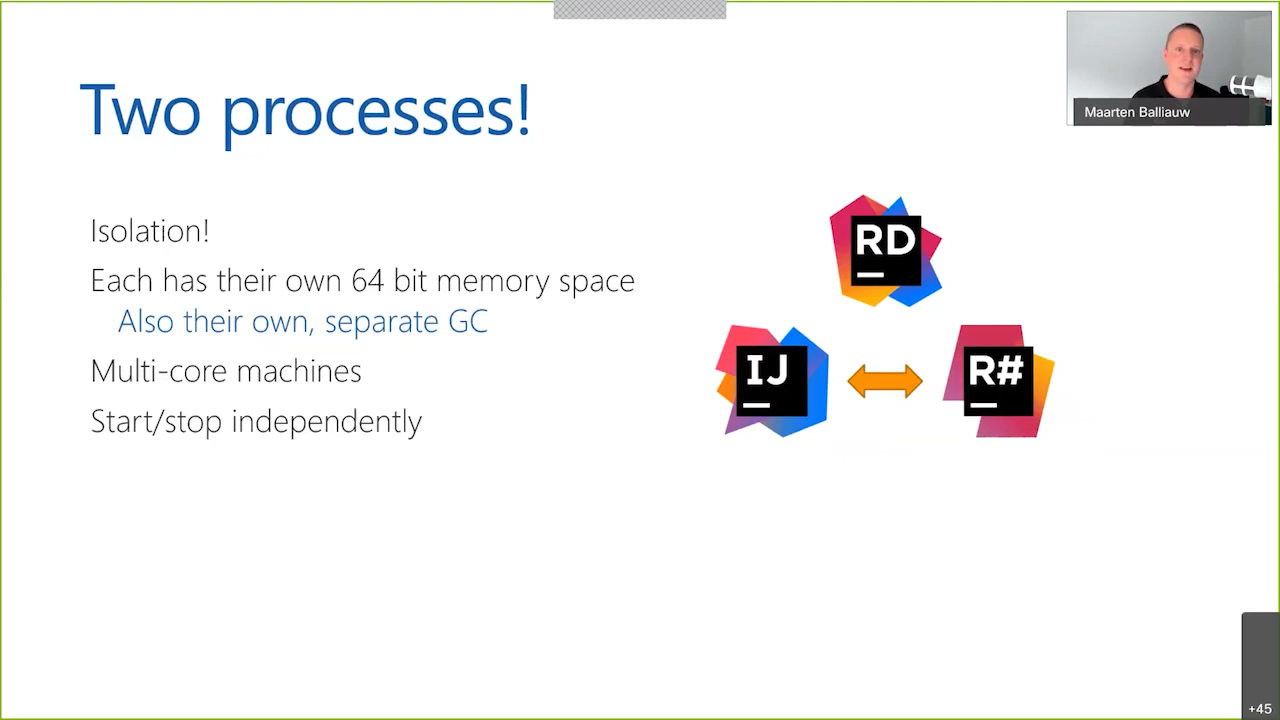 Two processes!
Maarten Balliauw
Isolation!
Each has their own 64 bit memory space
Also their own, separate GC
Multi-core machines
Start/stop independently
RD
IJ
R#
+45